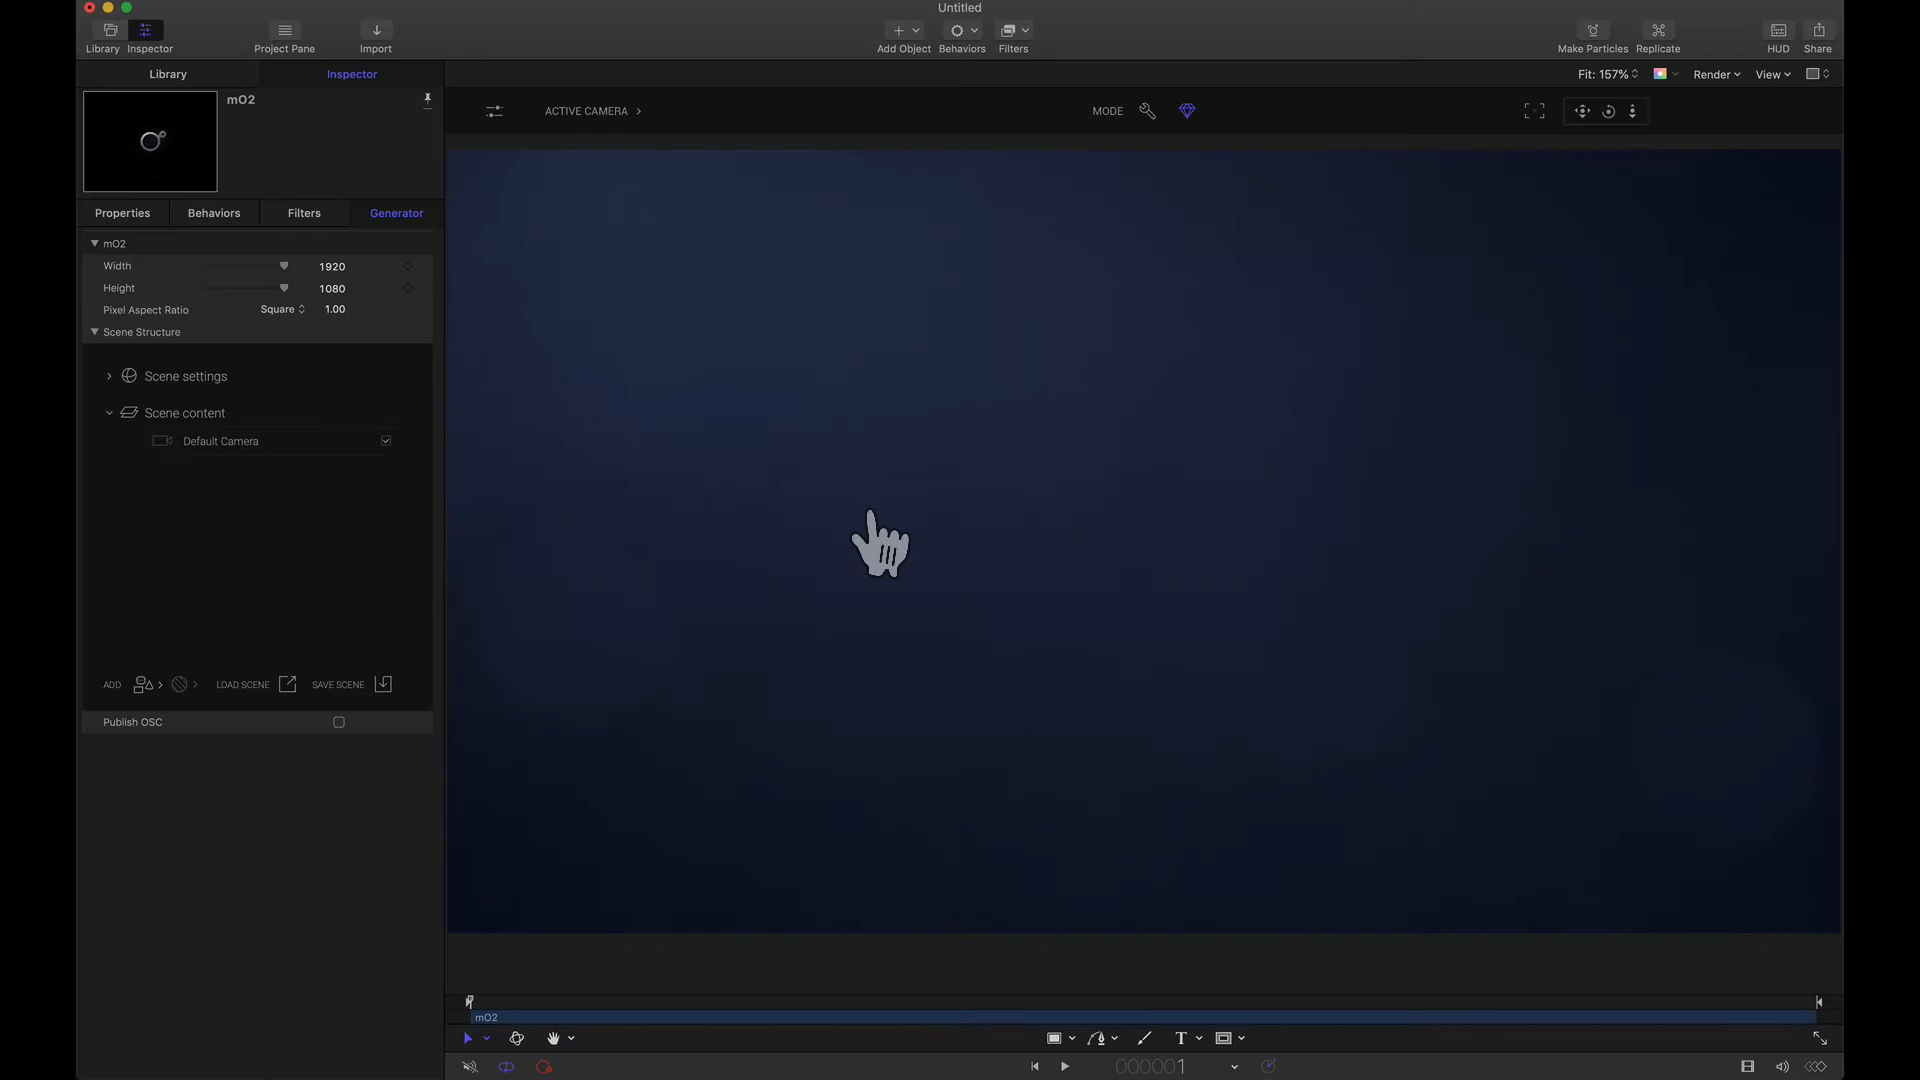 Untitled
Library Inspector Project Pane Import Add Object Behaviors Filters Make Particles Replicate HUD Share
Library Inspector Fit: 157% Render View
mO2
ACTIVE CAMERA MODE
Properties Behaviors Filters Generator
mO2
Width 1920
Height 1080
Pixel Aspect Ratio Square 1.00
Scene Structure
Scene settings
Scene content
Default Camera
ADD LOAD SCENE SAVE SCENE
Publish OSC
mO2
T
000001